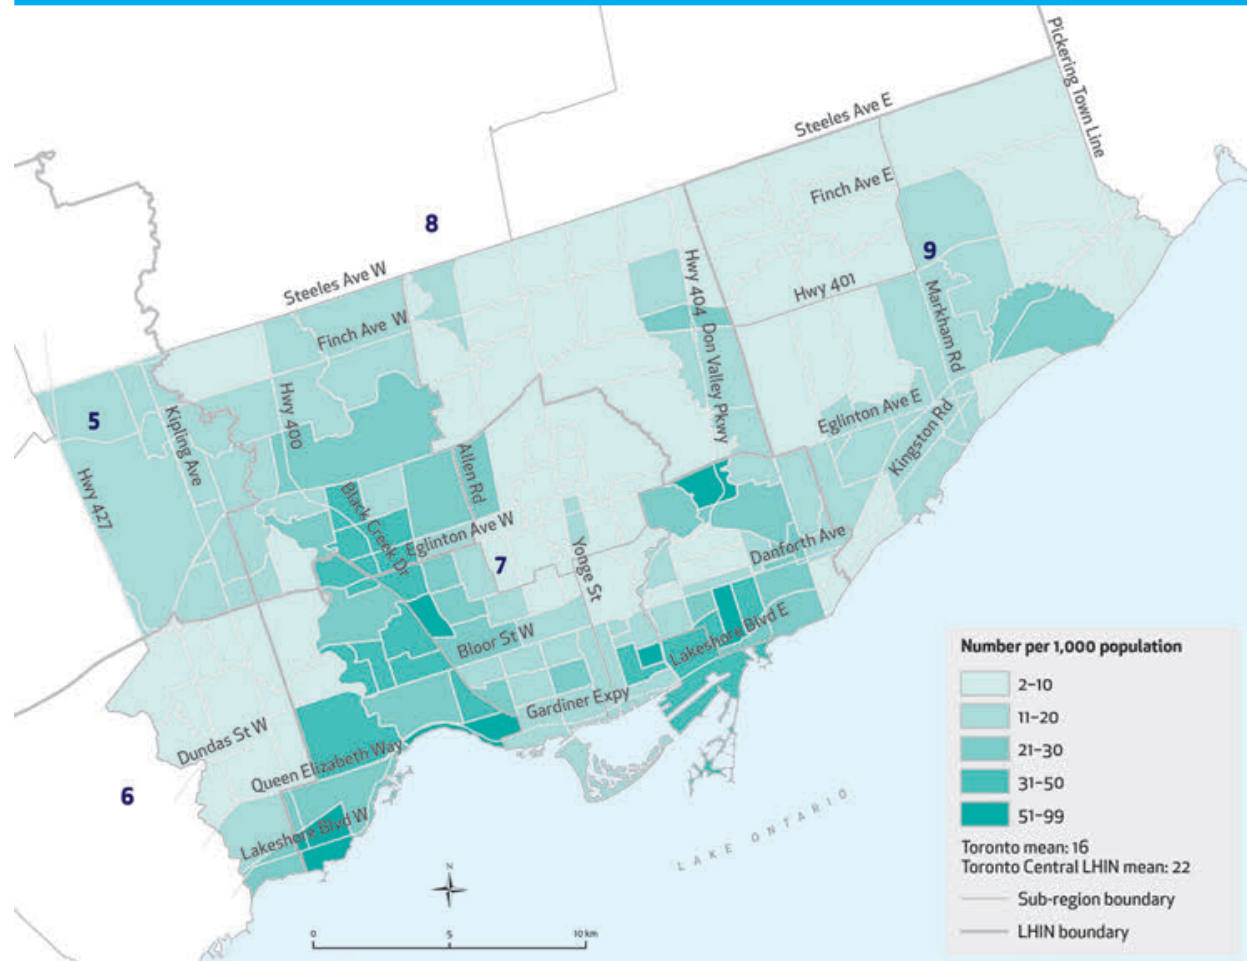 Pickering Town Line
Steeles Ave E
Finch Ave E
8
9
Steeles Ave W
Hwy 404
Hwy 401
Finch Ave W
Markham Rd
Don Valley Pkwy
5
Kipling Ave
Hwy 400
Eglinton Ave E
Kingston Rd
Hwy 427
Allen Rd
Black Creek Dr
Eglinton Ave W
7
Yonge St
Danforth Ave
Bloor St W
Lakeshore Blvd E
Gardiner Expy
Dundas St W
Queen Elizabeth Way
6
Lakeshore Blvd W
LAKE ONTARIO
N
0 5 10 km
Number per 1,000 population
2–10
11–20
21–30
31–50
51–99
Toronto mean: 16
Toronto Central LHIN mean: 22
Sub-region boundary
LHIN boundary